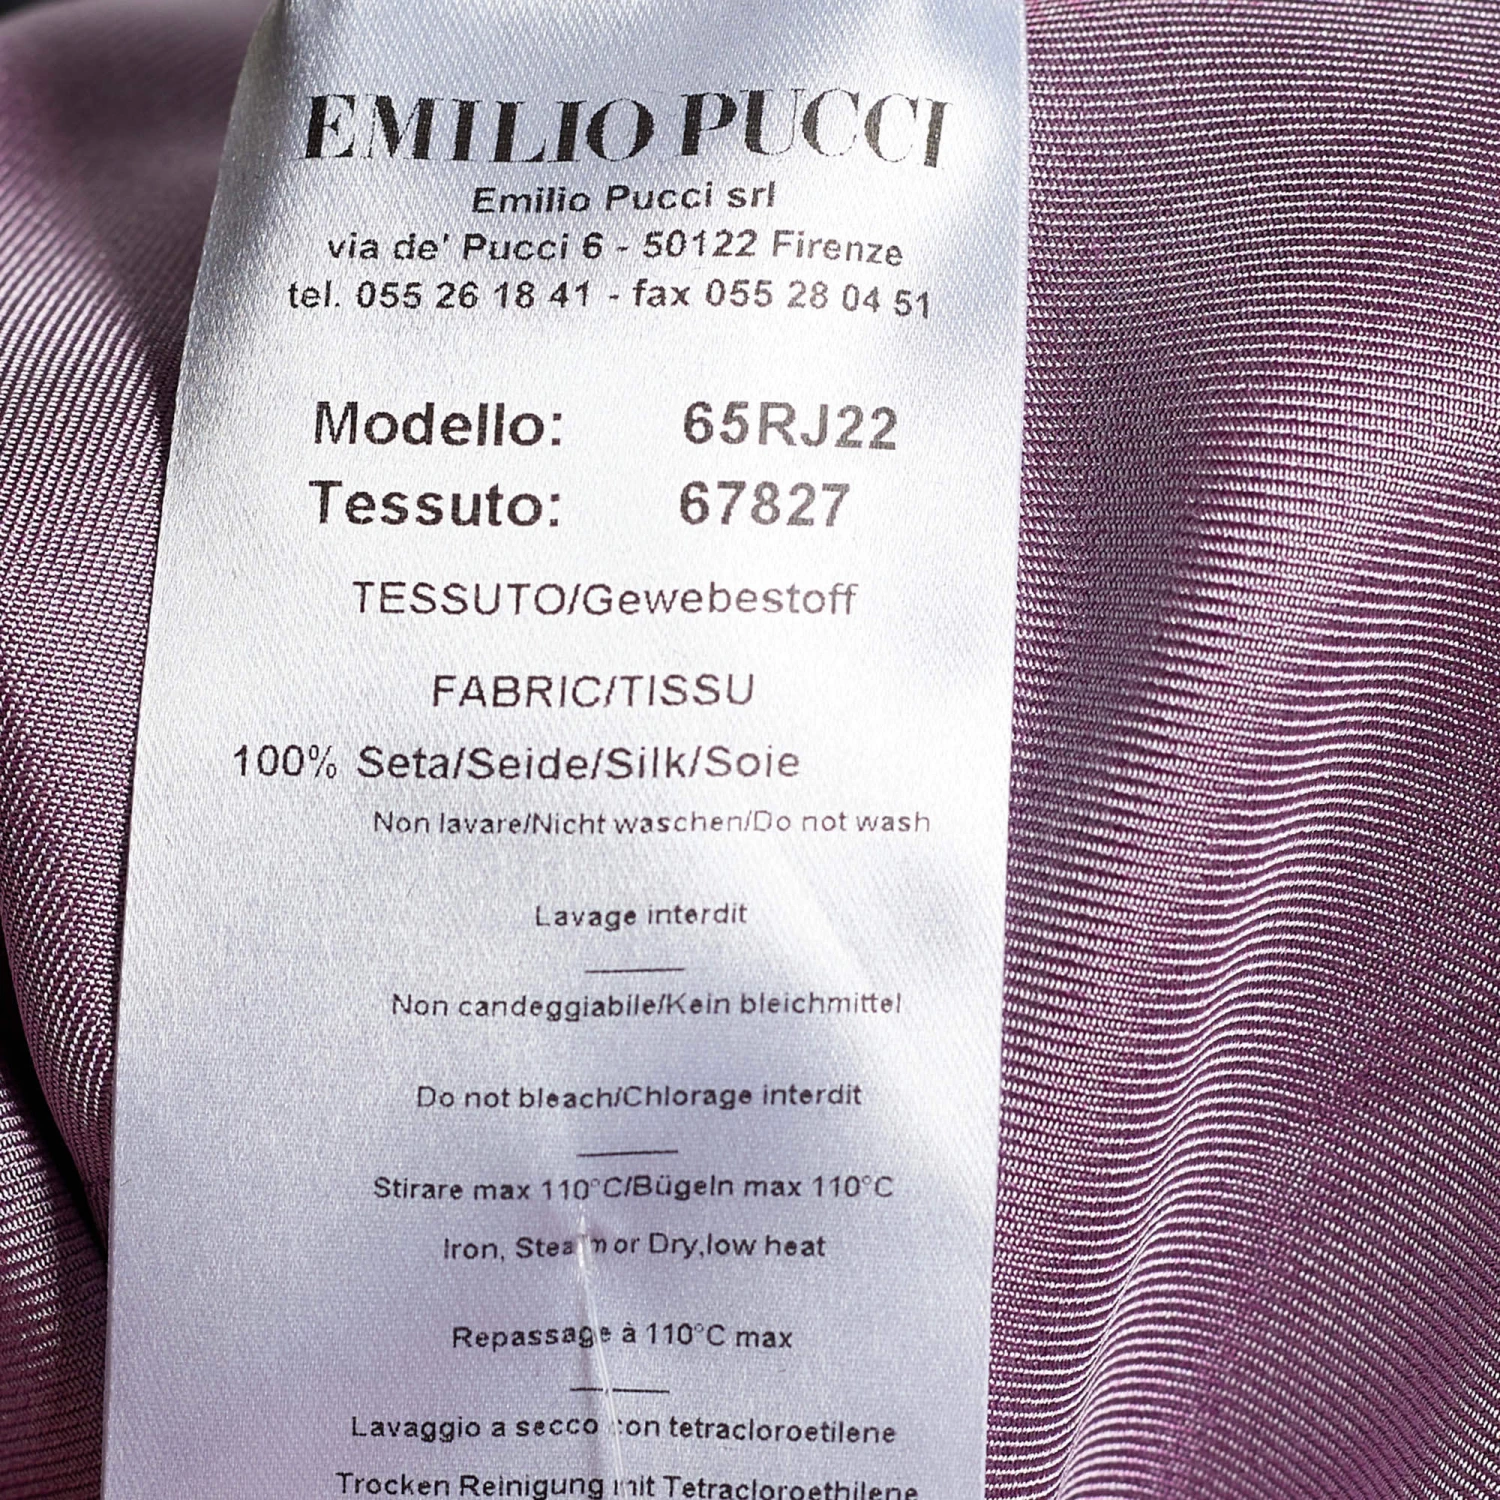 EMILIO PUCCI
Emilio Pucci srl
via de' Pucci 6 - 50122 Firenze
tel. 055 26 18 41 - fax 055 28 04 51
Modello: 65RJ22
Tessuto: 67827
TESSUTO/Gewebestoff
FABRIC/TISSU
100% Seta/Seide/Silk/Soie
Non lavare/Nicht waschen/Do not wash
Lavage interdit
Non candeggiabile/Kein bleichmittel
Do not bleach/Chlorage interdit
Stirare max 110°C/Bügeln max 110°C
Iron, Steam or Dry,low heat
Repassage à 110°C max
Lavaggio a secco con tetracloroetilene
Trocken Reinigung mit Tetracloroethilene